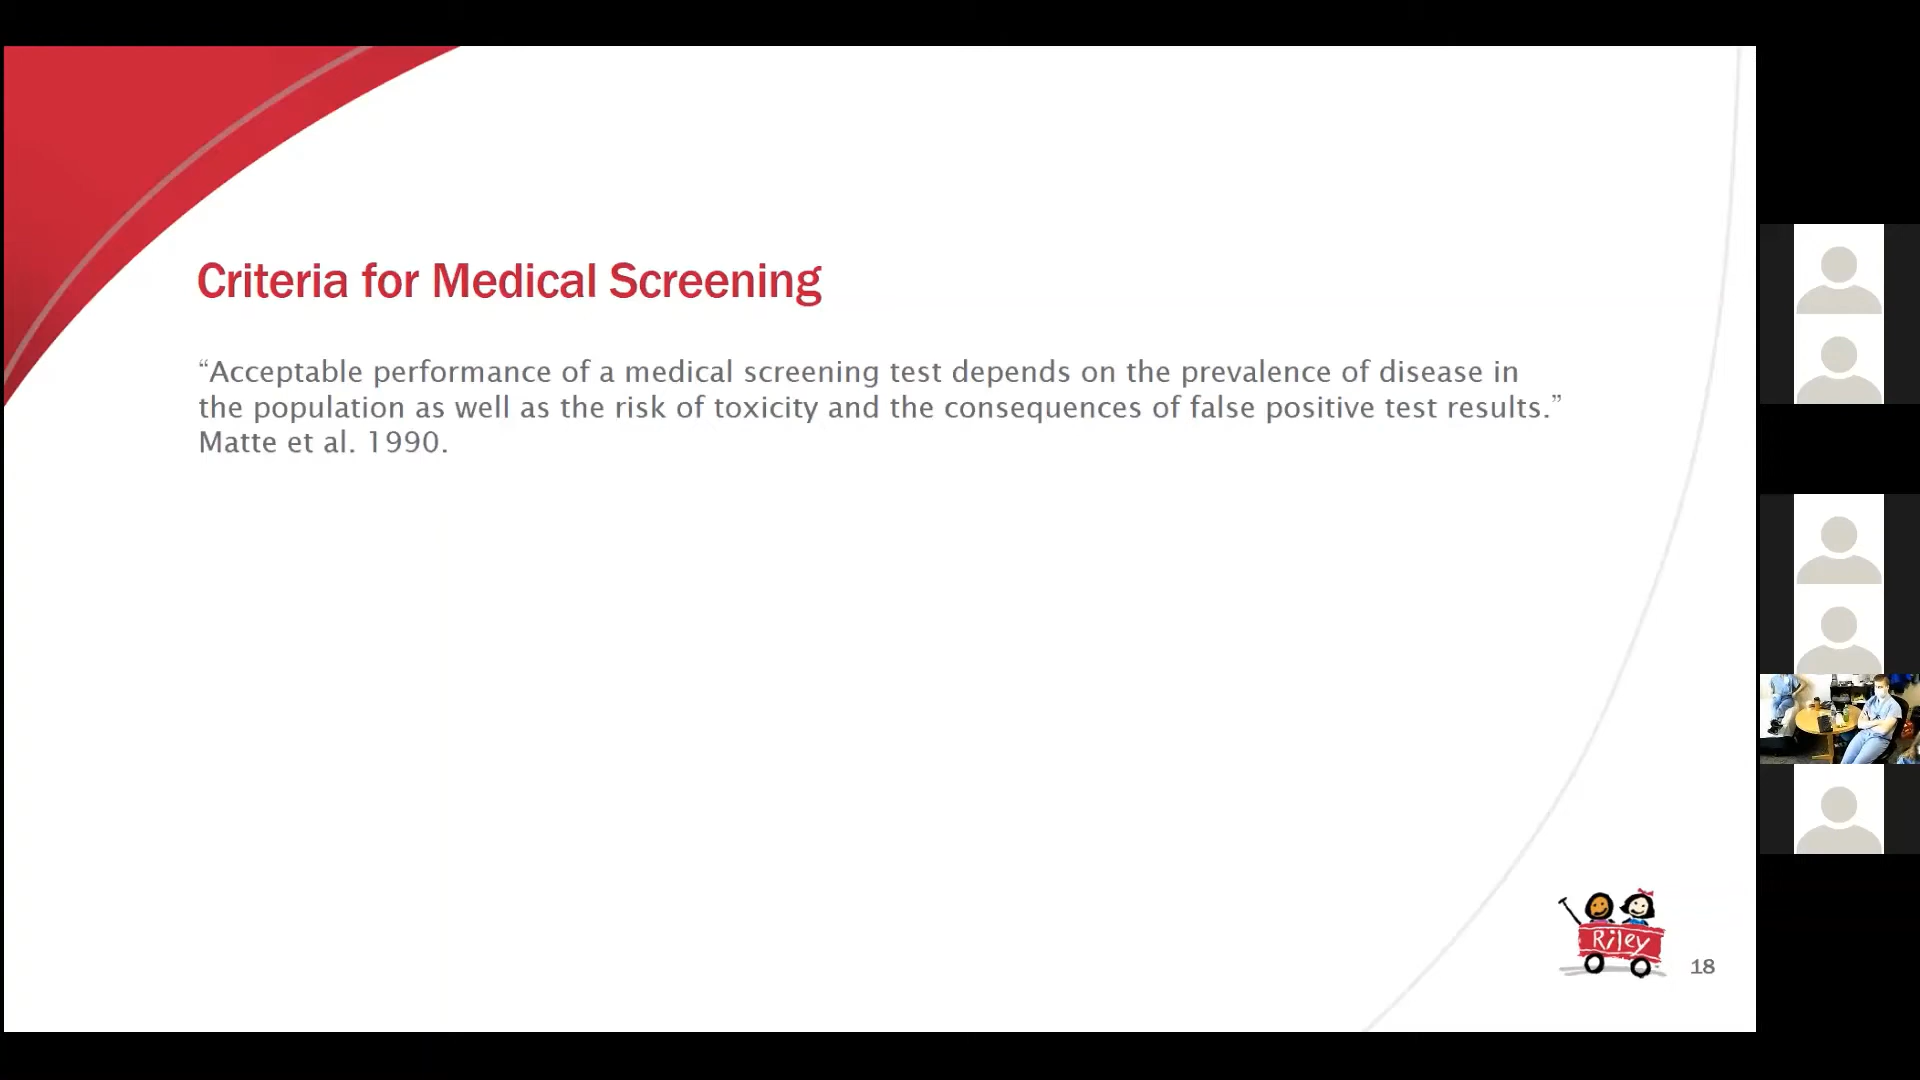 Criteria for Medical Screening
“Acceptable performance of a medical screening test depends on the prevalence of disease in
the population as well as the risk of toxicity and the consequences of false positive test results.”
Matte et al. 1990.
Riley
18